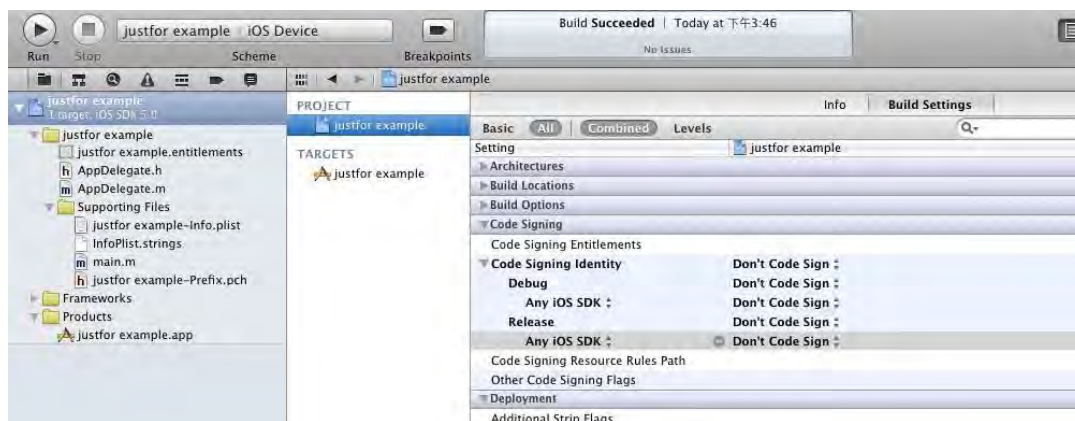 justfor example iOS Device
Run Stop Scheme Breakpoints
Build Succeeded | Today at 下午3:46
No Issues
justfor example
justfor example
1 target, iOS SDK 5.0
justfor example
justfor example.entitlements
h AppDelegate.h
m AppDelegate.m
Supporting Files
justfor example-Info.plist
InfoPlist.strings
m main.m
h justfor example-Prefix.pch
Frameworks
Products
justfor example.app
PROJECT
justfor example
TARGETS
justfor example
Info Build Settings
Basic All Combined Levels
Setting justfor example
Architectures
Build Locations
Build Options
Code Signing
Code Signing Entitlements
Code Signing Identity Don't Code Sign
Debug Don't Code Sign
Any iOS SDK Don't Code Sign
Release Don't Code Sign
Any iOS SDK Don't Code Sign
Code Signing Resource Rules Path
Other Code Signing Flags
Deployment
Additional Strip Flags